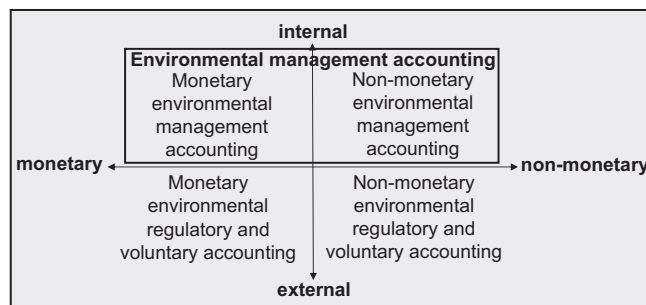 internal
Environmental management accounting
Monetary
environmental
management
accounting
Non-monetary
environmental
management
accounting
monetary
non-monetary
Monetary
environmental
regulatory and
voluntary accounting
Non-monetary
environmental
regulatory and
voluntary accounting
external